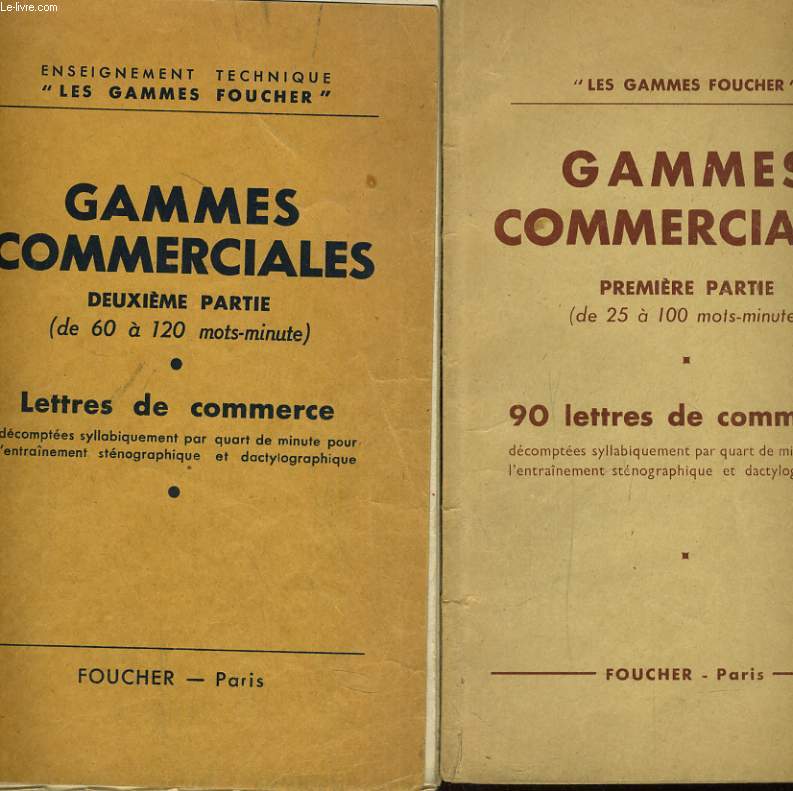 Le-livre.com
ENSEIGNEMENT TECHNIQUE
" LES GAMMES FOUCHER "
GAMMES
COMMERCIALES
DEUXIÈME PARTIE
(de 60 à 120 mots-minute)
Lettres de commerce
décomptées syllabiquement par quart de minute pour
l'entraînement sténographique et dactylographique
FOUCHER — Paris
" LES GAMMES FOUCHER "
GAMMES
COMMERCIA
PREMIÈRE PARTIE
(de 25 à 100 mots-minute
90 lettres de comm
décomptées syllabiquement par quart de mi
l'entraînement sténographique et dactylog
FOUCHER - Paris